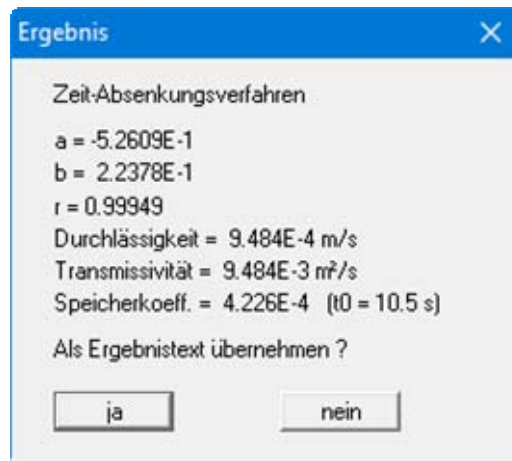 Ergebnis
Zeit-Absenkungsverfahren
a = -5.2609E-1
b = 2.2378E-1
r = 0.99949
Durchlässigkeit = 9.484E-4 m/s
Transmissivität = 9.484E-3 m²/s
Speicherkoeff. = 4.226E-4 (t0 = 10.5 s)
Als Ergebnistext übernehmen ?
ja nein